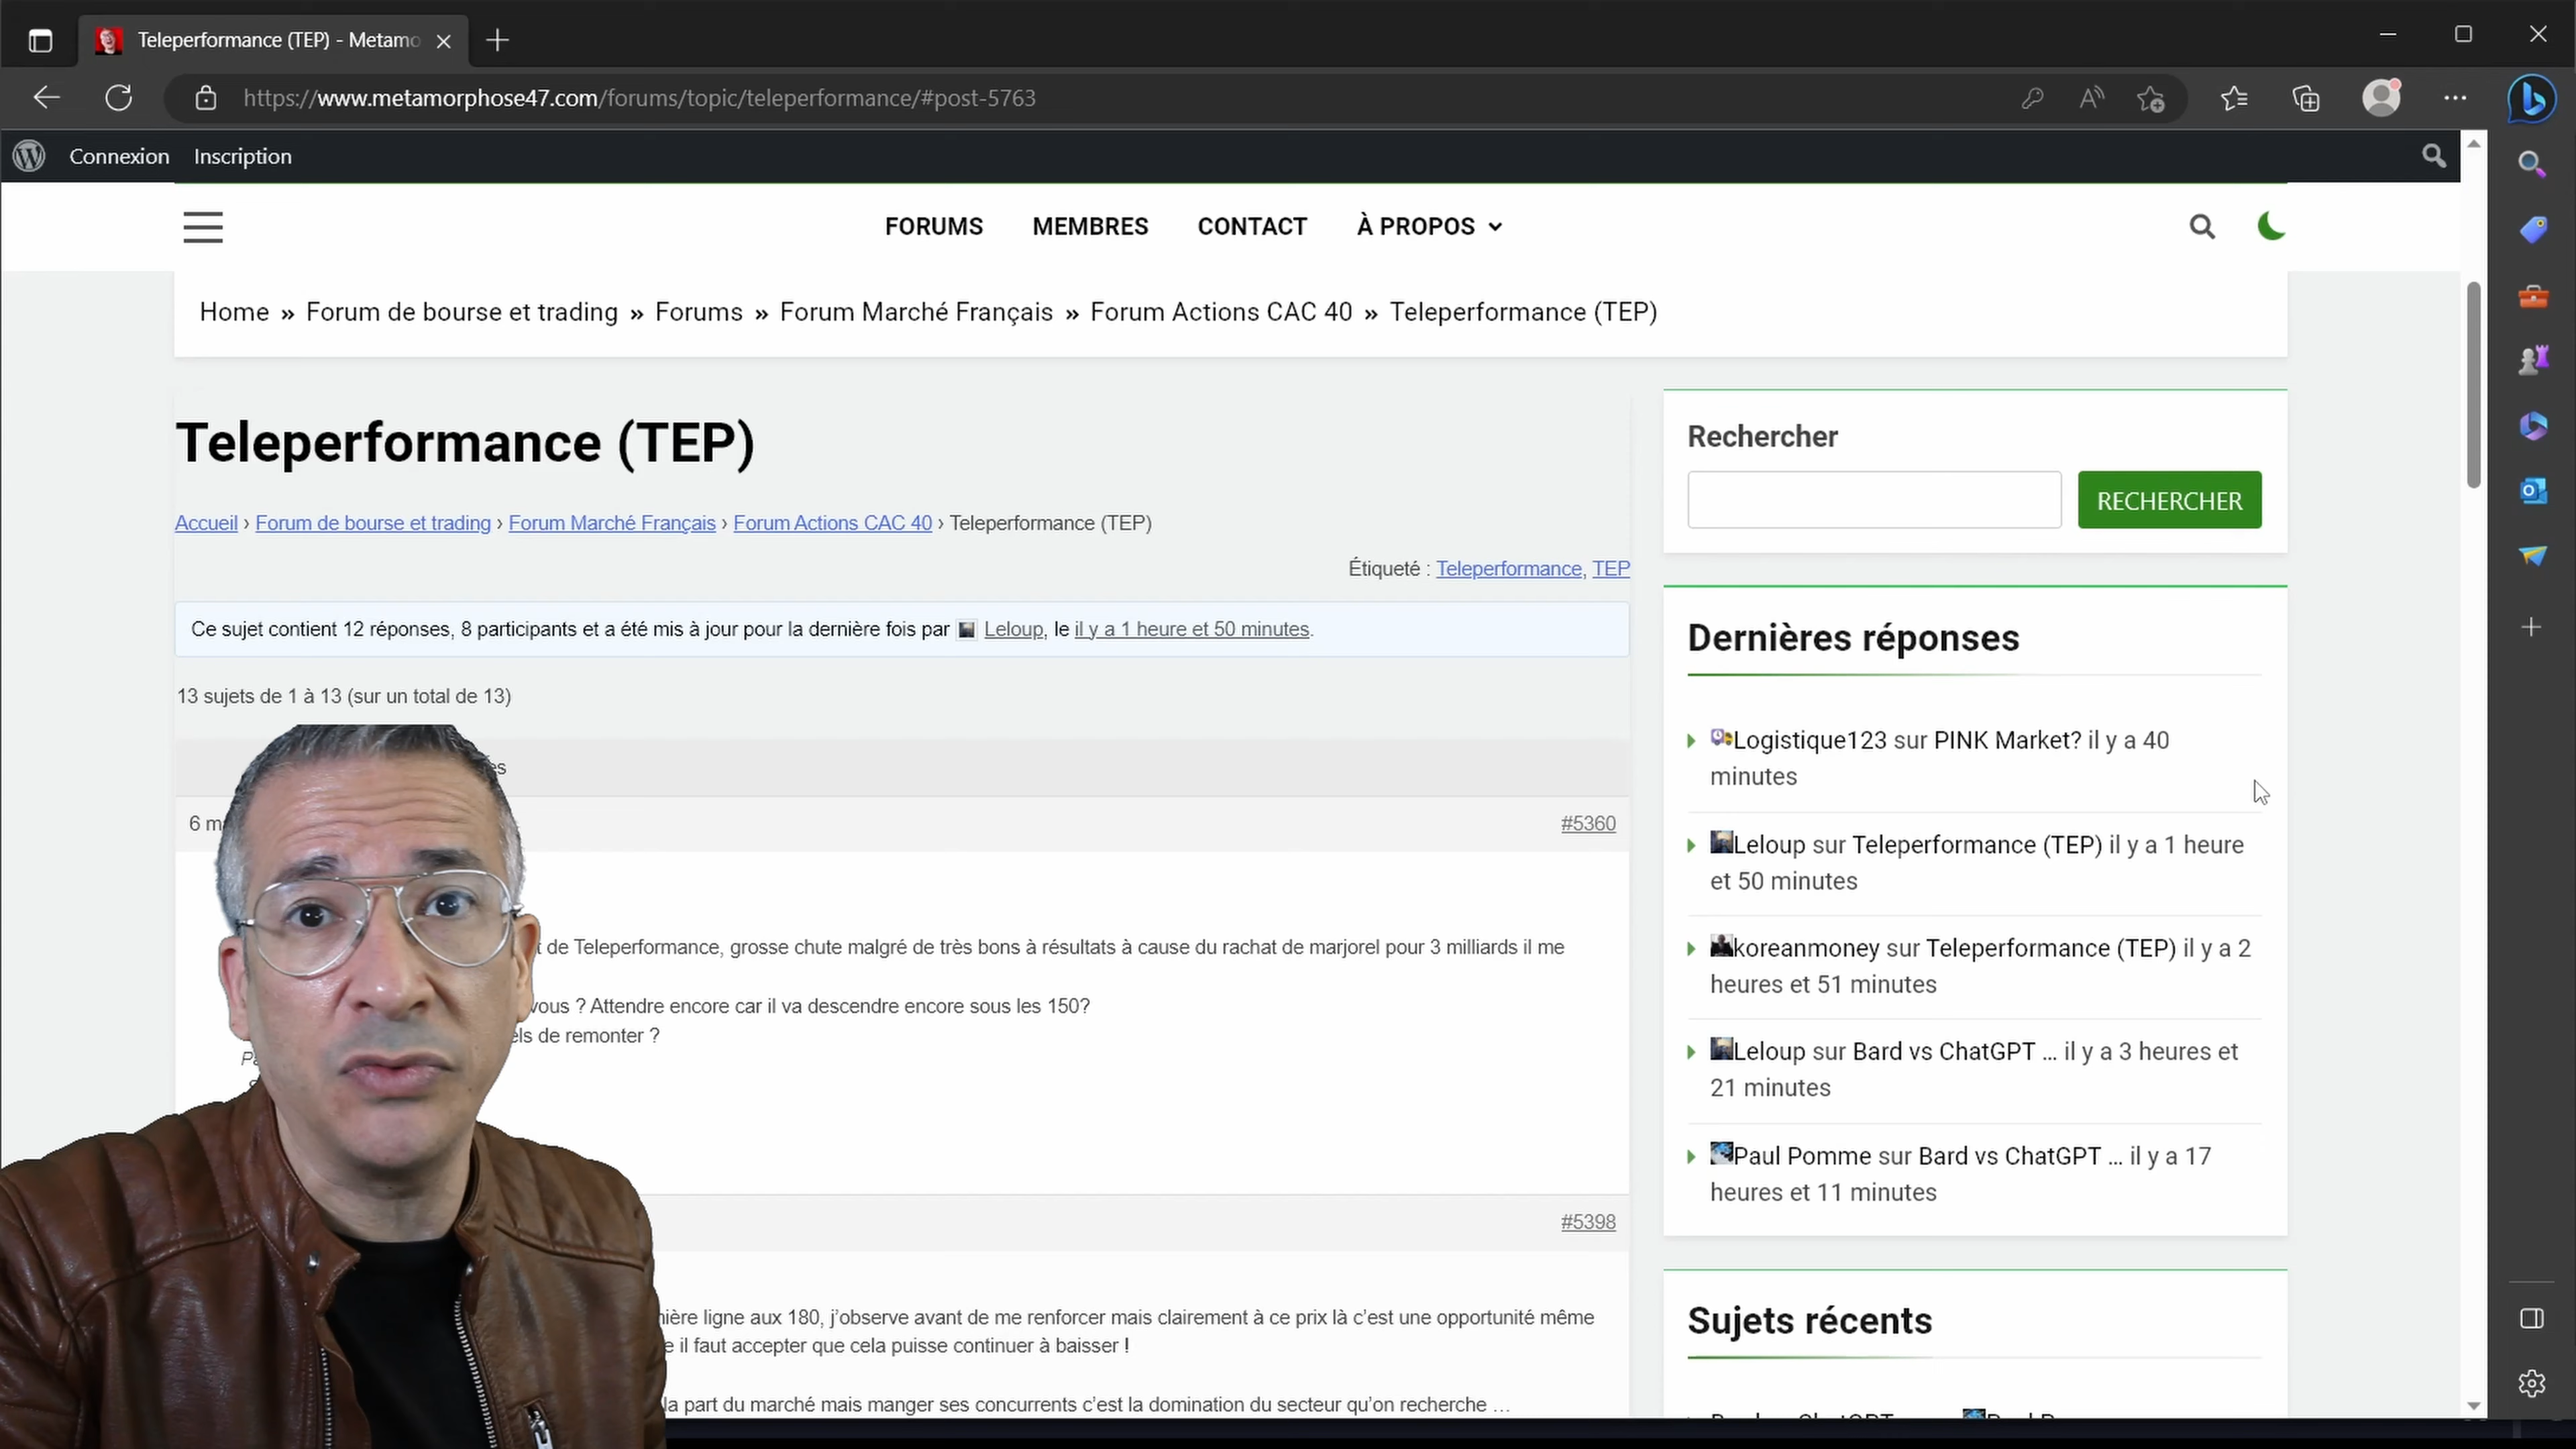 Teleperformance (TEP) - Metamo
https://www.metamorphose47.com/forums/topic/teleperformance/#post-5763
Connexion Inscription
FORUMS MEMBRES CONTACT À PROPOS
Home » Forum de bourse et trading » Forums » Forum Marché Français » Forum Actions CAC 40 » Teleperformance (TEP)
Teleperformance (TEP)
Accueil › Forum de bourse et trading › Forum Marché Français › Forum Actions CAC 40 › Teleperformance (TEP)
Étiqueté : Teleperformance, TEP
Ce sujet contient 12 réponses, 8 participants et a été mis à jour pour la dernière fois par Leloup, le il y a 1 heure et 50 minutes.
13 sujets de 1 à 13 (sur un total de 13)
6 #5360
de Teleperformance, grosse chute malgré de très bons à résultats à cause du rachat de marjorel pour 3 milliards il me
vous ? Attendre encore car il va descendre encore sous les 150?
de remonter ?
#5398
ligne aux 180, j'observe avant de me renforcer mais clairement à ce prix là c'est une opportunité même
il faut accepter que cela puisse continuer à baisser !
la part du marché mais manger ses concurrents c'est la domination du secteur qu'on recherche …
Rechercher
RECHERCHER
Dernières réponses
Logistique123 sur PINK Market? il y a 40
minutes
Leloup sur Teleperformance (TEP) il y a 1 heure
et 50 minutes
koreanmoney sur Teleperformance (TEP) il y a 2
heures et 51 minutes
Leloup sur Bard vs ChatGPT … il y a 3 heures et
21 minutes
Paul Pomme sur Bard vs ChatGPT … il y a 17
heures et 11 minutes
Sujets récents